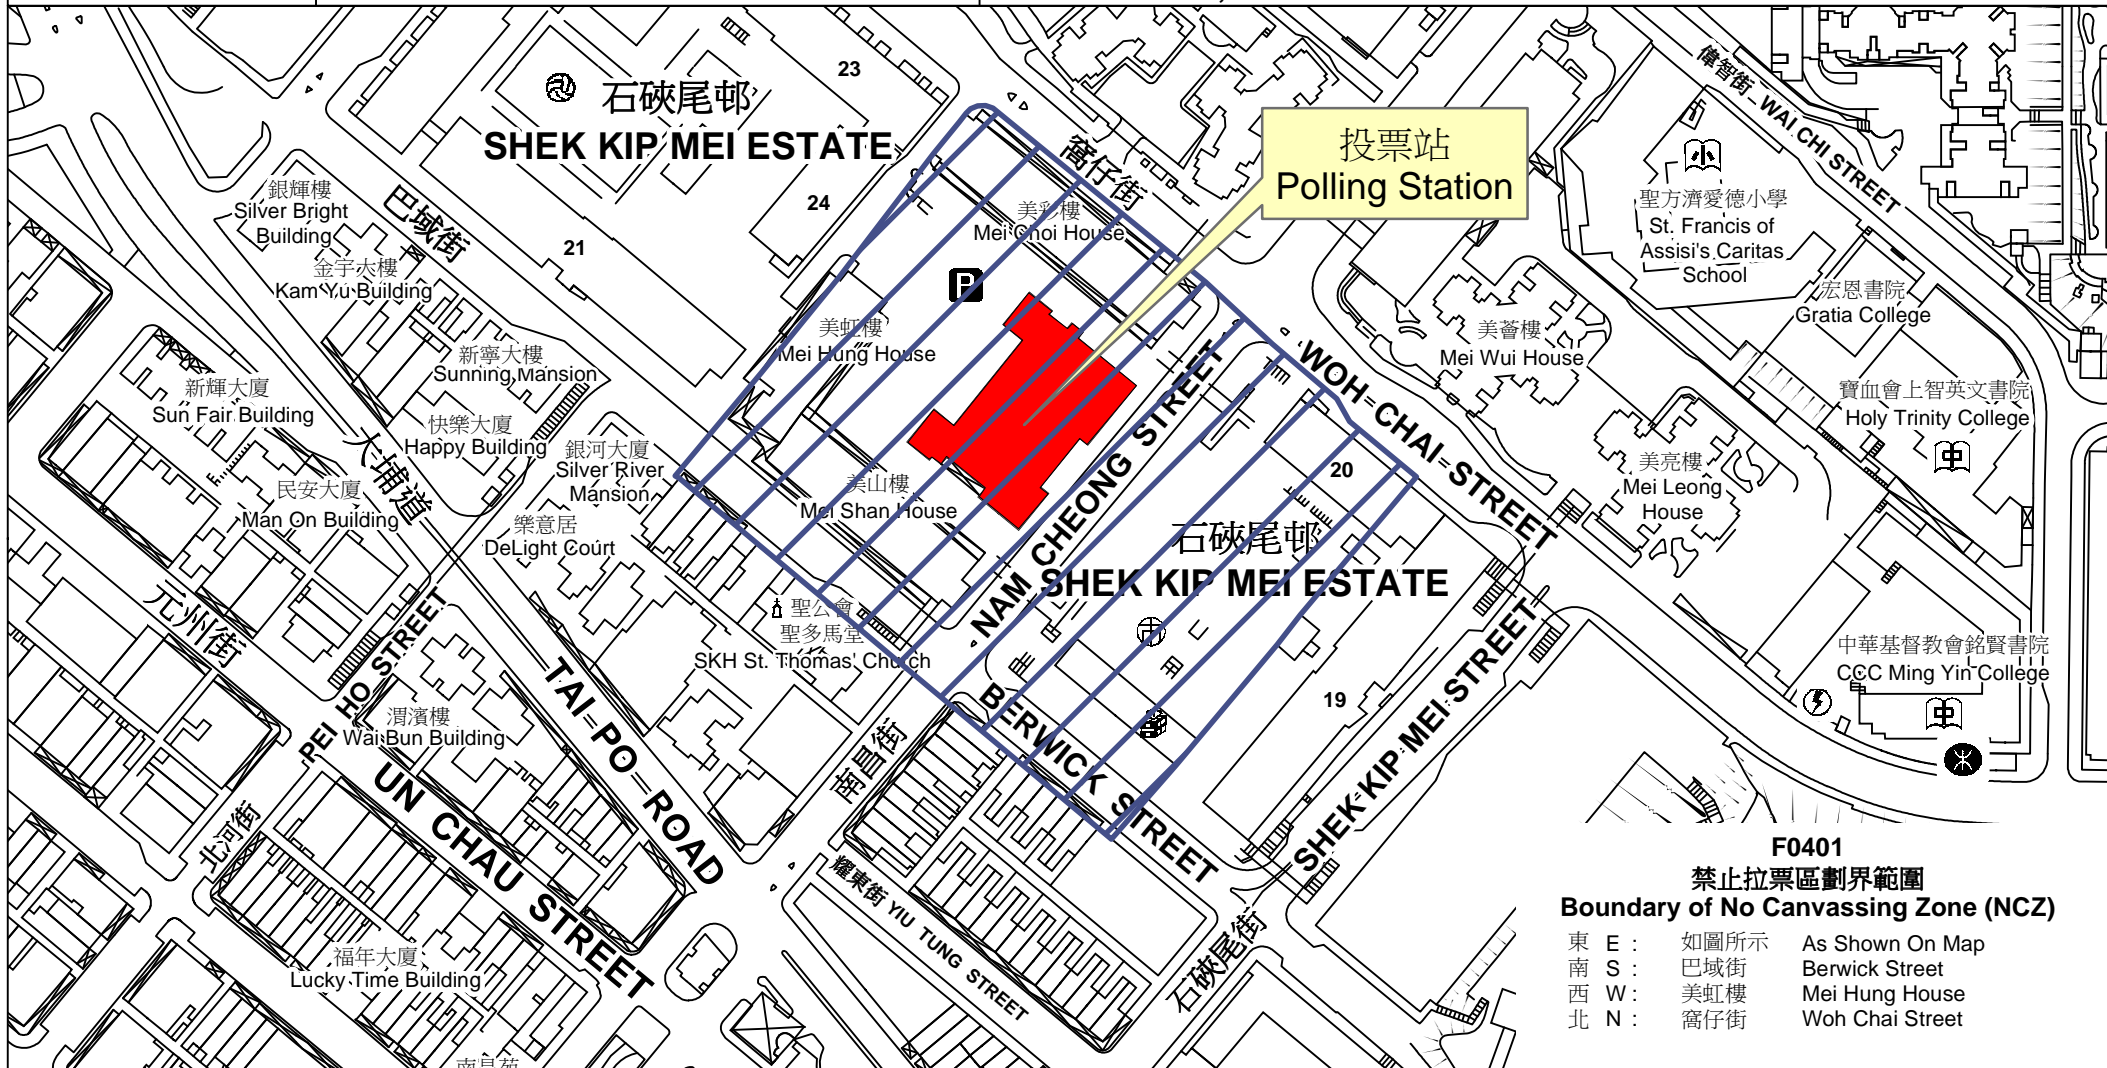 23
石硤尾邨
SHEK KIP MEI ESTATE
24
21
偉智街
WAI CHI STREET
投票站
Polling Station
窩仔街
小
聖方濟愛德小學
St. Francis of
Assisi's Caritas
School
銀輝樓
Silver Bright
Building
巴域街
美彩樓
Mei Choi House
P
金宇大樓
Kam Yu Building
宏恩書院
Gratia College
美虹樓
Mei Hung House
美薈樓
Mei Wui House
新寧大樓
Sunning Mansion
新輝大廈
Sun Fair Building
寶血會上智英文書院
Holy Trinity College
中
快樂大廈
Happy Building
大埔道
銀河大廈
Silver River
Mansion
WOH CHAI STREET
20
美亮樓
Mei Leong
House
民安大廈
Man On Building
美山樓
Mei Shan House
NAM CHEONG STREET
樂意居
DeLight Court
石硤尾邨
SHEK KIP MEI ESTATE
元州街
聖公會
聖多馬堂
SKH St. Thomas' Church
市
中華基督教會銘賢書院
CCC Ming Yin College
中
PEI HO STREET
TAI PO ROAD
渭濱樓
Wai Bun Building
19
南昌街
BERWICK STREET
SHEK KIP MEI STREET
北河街
UN CHAU STREET
耀東街 YIU TUNG STREET
石硤尾街
福年大廈
Lucky Time Building
南昌苑
F0401
禁止拉票區劃界範圍
Boundary of No Canvassing Zone (NCZ)
東 E : 如圖所示 As Shown On Map
南 S : 巴域街 Berwick Street
西 W : 美虹樓 Mei Hung House
北 N : 窩仔街 Woh Chai Street